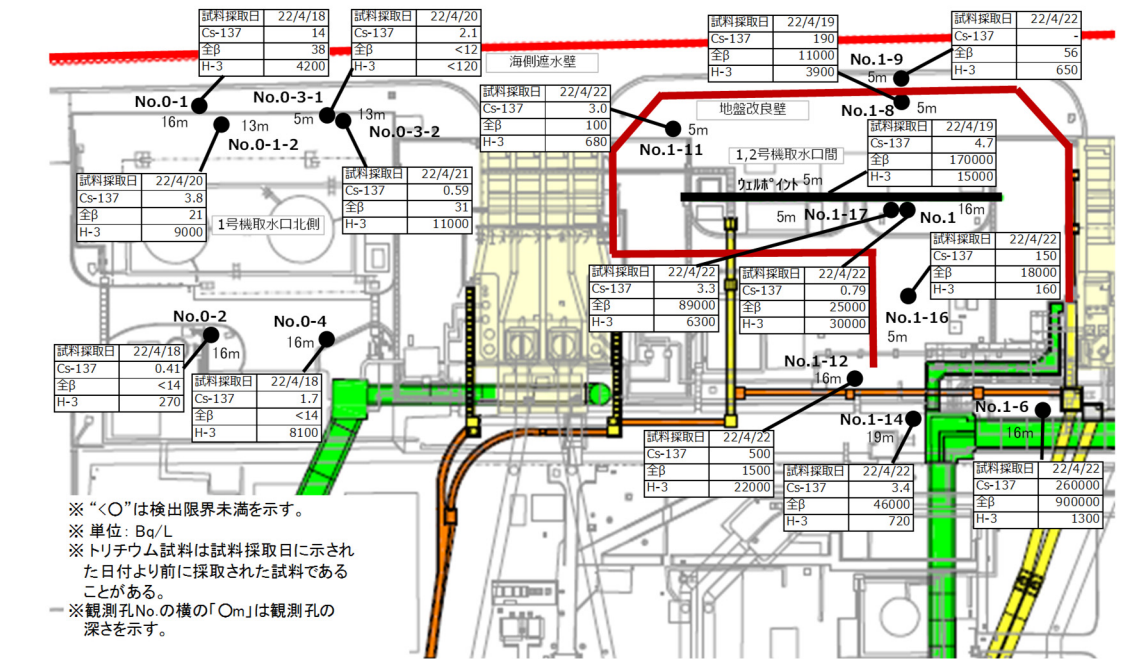 試料採取日 22/4/18
Cs-137 14
全β 38
H-3 4200
試料採取日 22/4/20
Cs-137 2.1
全β <12
H-3 <120
海側遮水壁
試料採取日 22/4/19
Cs-137 190
全β 11000
H-3 3900
試料採取日 22/4/22
Cs-137 -
全β 56
H-3 650
No.1-9
5m
No.0-1
16m
No.0-3-1
5m
13m
No.0-3-2
13m
No.0-1-2
試料採取日 22/4/22
Cs-137 3.0
全β 100
H-3 680
5m
No.1-11
地盤改良壁
5m
No.1-8
試料採取日 22/4/19
Cs-137 4.7
全β 170000
H-3 15000
1,2号機取水口間
ウェルポイント 5m
試料採取日 22/4/20
Cs-137 3.8
全β 21
H-3 9000
1号機取水口北側
試料採取日 22/4/21
Cs-137 0.59
全β 31
H-3 11000
5m No.1-17
No.1
16m
試料採取日 22/4/22
Cs-137 150
全β 18000
H-3 160
試料採取日 22/4/22
Cs-137 3.3
全β 89000
H-3 6300
試料採取日 22/4/22
Cs-137 0.79
全β 25000
H-3 30000
No.1-16
5m
No.0-2
16m
No.0-4
16m
試料採取日 22/4/18
Cs-137 0.41
全β <14
H-3 270
試料採取日 22/4/18
Cs-137 1.7
全β <14
H-3 8100
No.1-12
16m
No.1-14
19m
No.1-6
16m
試料採取日 22/4/22
Cs-137 500
全β 1500
H-3 22000
試料採取日 22/4/22
Cs-137 3.4
全β 46000
H-3 720
試料採取日 22/4/22
Cs-137 260000
全β 900000
H-3 1300
※ “<〇”は検出限界未満を示す。
※ 単位: Bq/L
※ トリチウム試料は試料採取日に示され
た日付より前に採取された試料である
ことがある。
※観測孔No.の横の「〇m」は観測孔の
深さを示す。